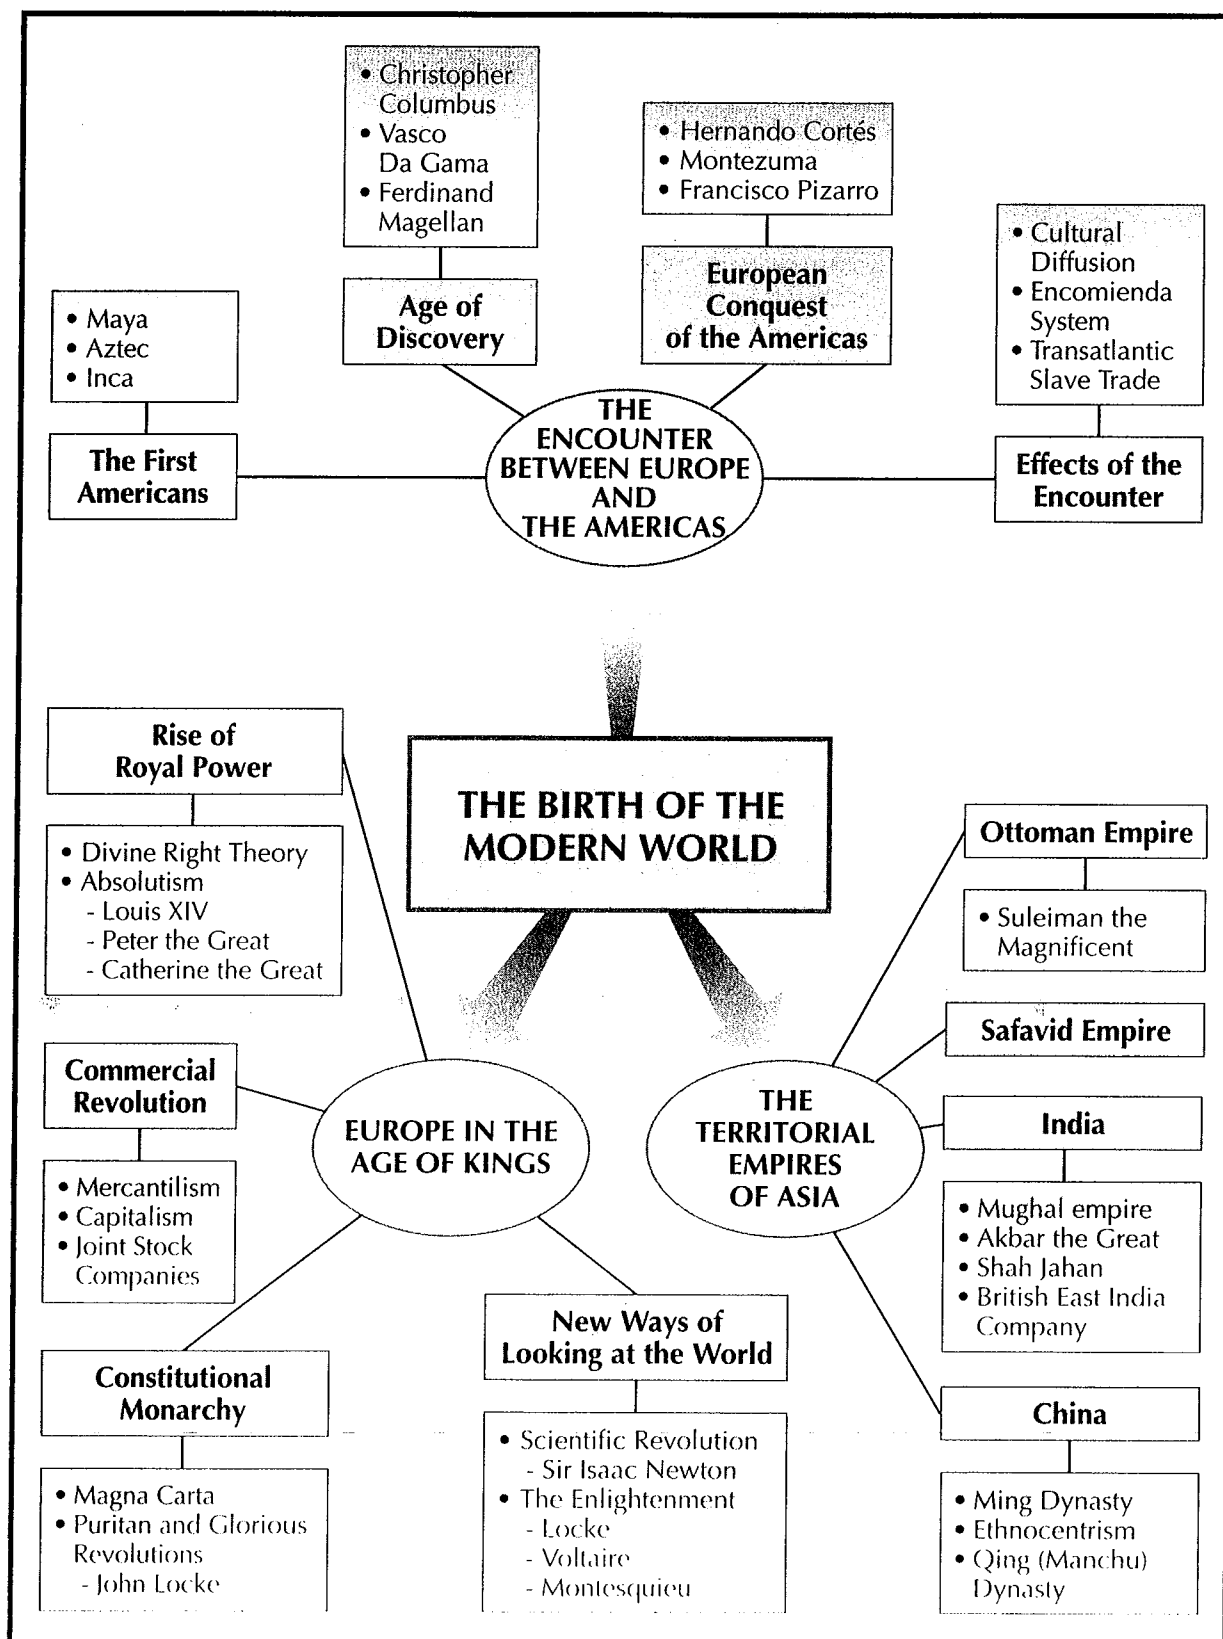 • Christopher
Columbus
• Vasco
Da Gama
• Ferdinand
Magellan
Age of
Discovery
• Hernando Cortés
• Montezuma
• Francisco Pizarro
European
Conquest
of the Americas
• Cultural
Diffusion
• Encomienda
System
• Transatlantic
Slave Trade
Effects of the
Encounter
• Maya
• Aztec
• Inca
The First
Americans
THE
ENCOUNTER
BETWEEN EUROPE
AND
THE AMERICAS
THE BIRTH OF THE
MODERN WORLD
Rise of
Royal Power
• Divine Right Theory
• Absolutism
- Louis XIV
- Peter the Great
- Catherine the Great
Commercial
Revolution
• Mercantilism
• Capitalism
• Joint Stock
Companies
EUROPE IN THE
AGE OF KINGS
Constitutional
Monarchy
• Magna Carta
• Puritan and Glorious
Revolutions
- John Locke
New Ways of
Looking at the World
• Scientific Revolution
- Sir Isaac Newton
• The Enlightenment
- Locke
- Voltaire
- Montesquieu
THE
TERRITORIAL
EMPIRES
OF ASIA
Ottoman Empire
• Suleiman the
Magnificent
Safavid Empire
India
• Mughal empire
• Akbar the Great
• Shah Jahan
• British East India
Company
China
• Ming Dynasty
• Ethnocentrism
• Qing (Manchu)
Dynasty